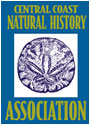 CENTRAL COAST
NATURAL HISTORY
ASSOCIATION